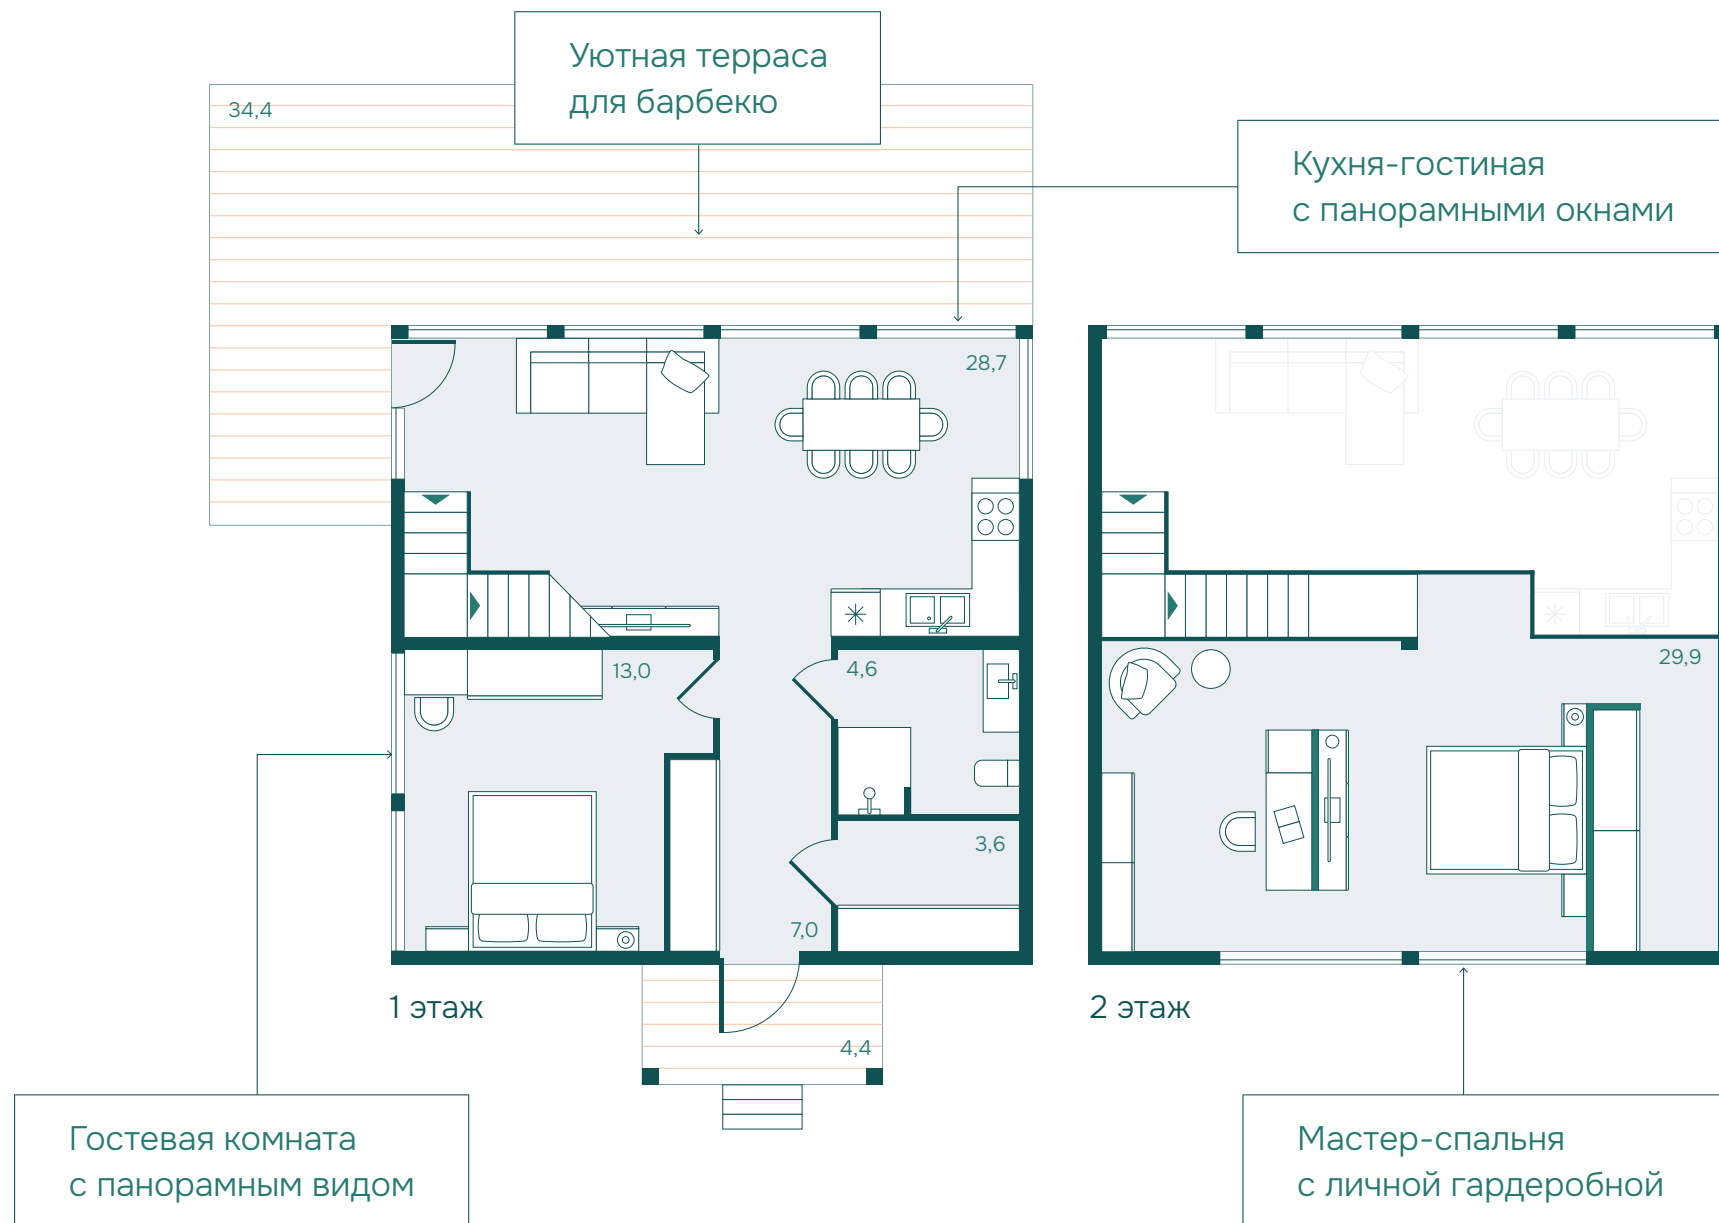 Уютная терраса
для барбекю
34,4
Кухня-гостиная
с панорамными окнами
28,7
13,0
4,6
29,9
3,6
7,0
1 этаж
2 этаж
4,4
Гостевая комната
с панорамным видом
Мастер-спальня
с личной гардеробной